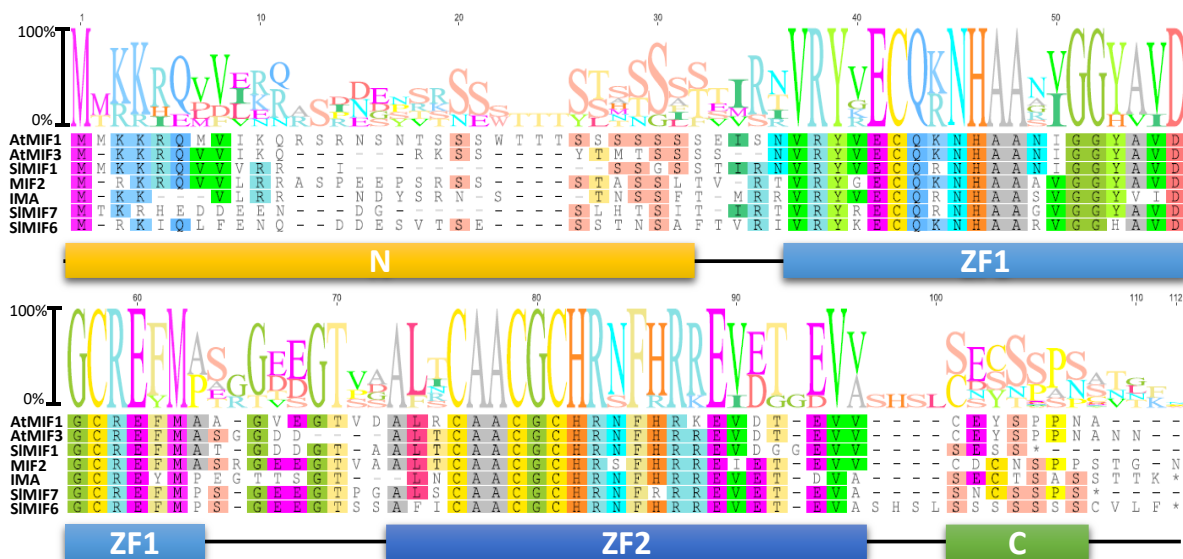 100%
0%
1 10 20 30 40 50
AtMIF1 M M K K R Q M V I K Q R S R N S N T S S W T T T S S S S S S S E I S N V R Y V E C Q K N H A A N I G G Y A V D
AtMIF3 M - K K R Q V V I K Q - - - - - - R K S S - - - - Y T M T S S S S E - - N V R Y V E C Q K N H A A N I G G Y A V D
SlMIF1 M M K K R Q V V V R R - - I - - - - - - - - - - - - - - S S G S S T I R N V R Y V E C Q K N H A A N I G G Y A V D
MIF2 M - R K R Q V V L R R A S P E E P S R S S - - - - S T A S S L T V - R T V R Y G E C Q K N H A A A V G G Y A V D
IMA M - K K - - - V L R R - - - N D Y S R N - S - - - - T N S S L T - - R T V R Y G E C Q K N H A A A V G G Y V I D
SlMIF7 M T K R H E D D E E N - - D G - - - - - - - - - - S L H T S I T - I R T V R Y R E C Q R N H A A G V G G Y A V D
SlMIF6 M - R K I Q L F E N Q - - D D E S V T S E - - - - S S T N S A F T V R I V R Y K E C Q R N H A A R V G G H A V D
N
ZF1
100%
0%
60 70 80 90 100 110 112
AtMIF1 G C R E F M A A - G V E G T V D A L R C A A C G C H R N F H R K E V D T - E V V - - - - - C E Y S P P N A - - - -
AtMIF3 G C R E F M A S G G D D - - - - A L T C A A C G C H R N F H R R E V D T - E V V - - - - - C E Y S P P N A N N - -
SlMIF1 G C R E F M A T - G D D G T - A A L T C A A C G C H R N F H R R E V D G G E V V - - - - - S E S S *
MIF2 G C R E F M A S R G E E G T V A A L T C A A C G C H R S F H R R E I E T - E V V - - - - - C D C N S P P S T G - N
IMA G C R E Y M P E G T T S G - - L N C A A C G C H R N F H R R E V E T - D V A - - - - - S E C T S A S S T T K *
SlMIF7 G C R E F M P S - G E E G T P G A L S C A A C G C H R N F R R R E V E T - E V A - - - - - S N C S S P S *
SlMIF6 G C R E F M P S - G E E G T S S A F I C A A C G C H R N F H R R E V E T - E V A S H S L S S S S S S C V L F *
ZF1
ZF2
C